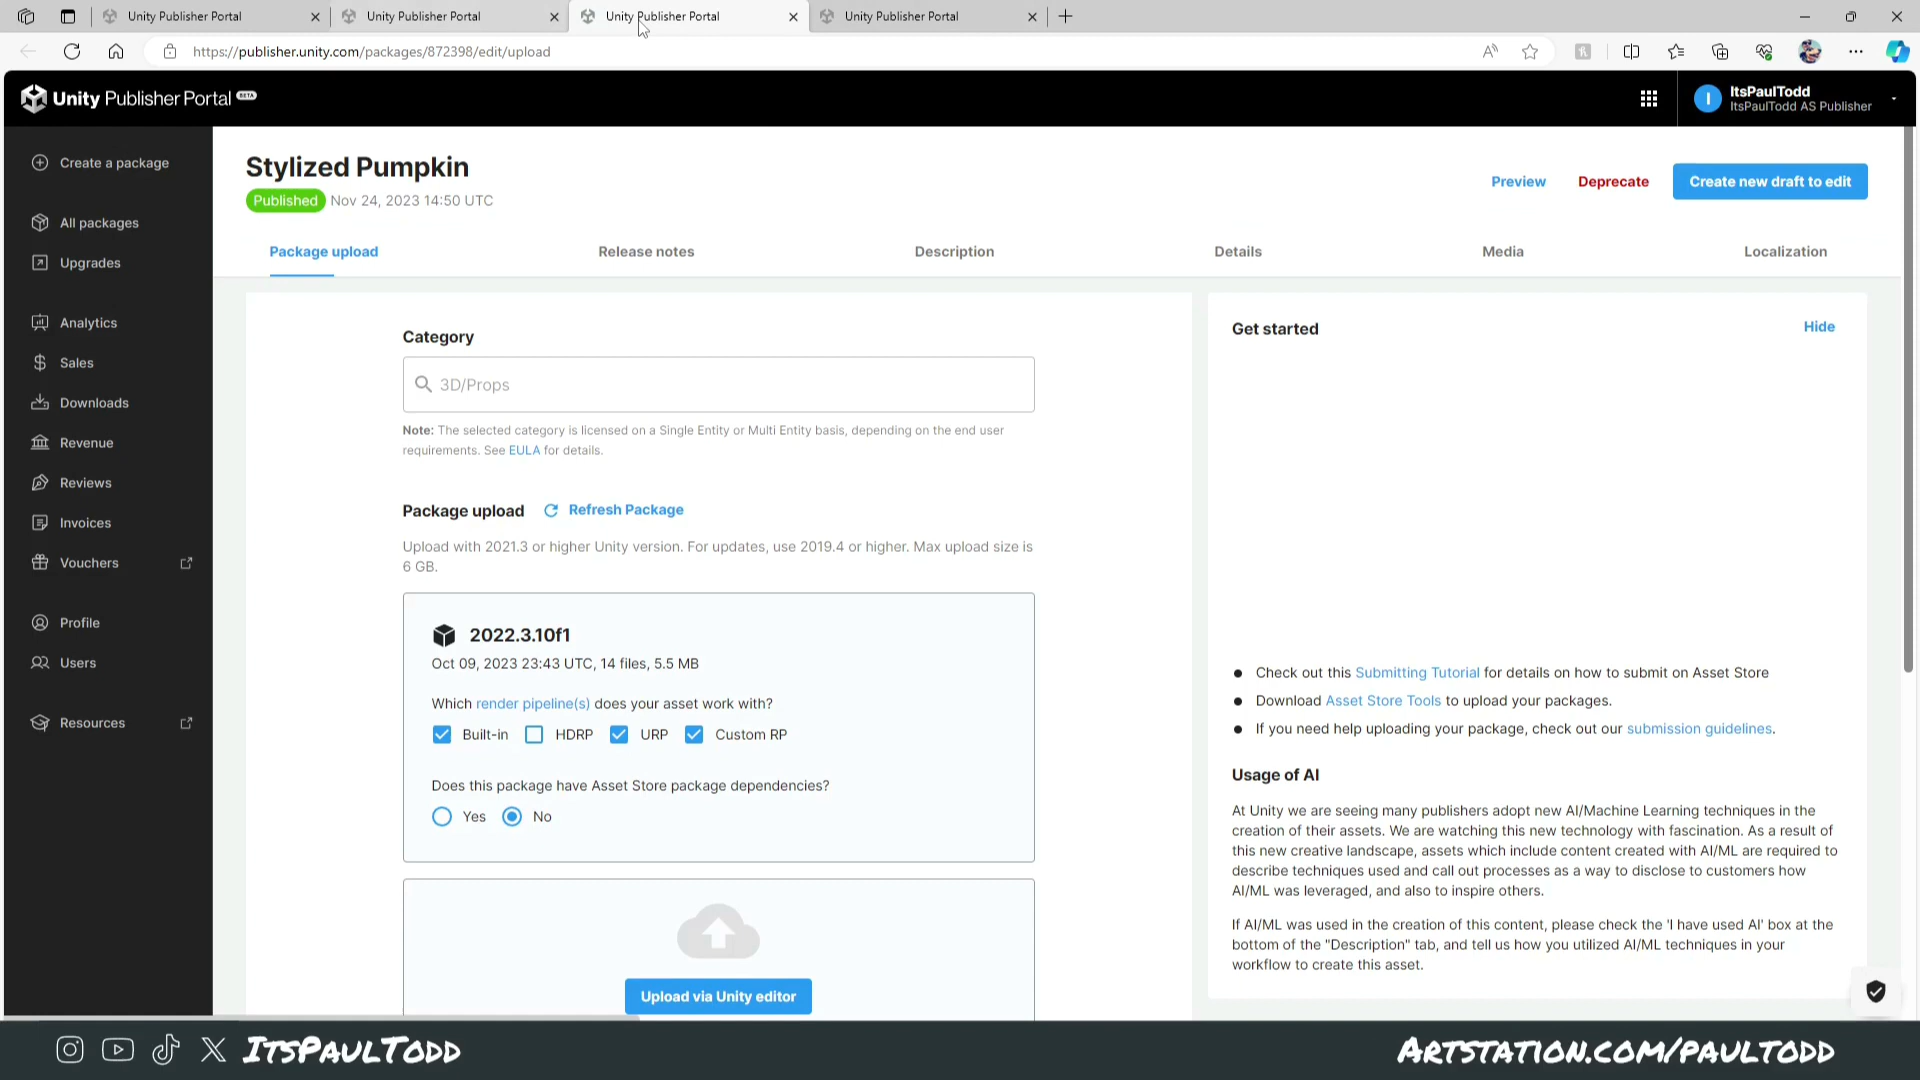 Unity Publisher Portal
Unity Publisher Portal
Unity Publisher Portal
Unity Publisher Portal
https://publisher.unity.com/packages/872398/edit/upload
Unity Publisher Portal BETA
I
ItsPaulTodd
ItsPaulTodd AS Publisher
Create a package
All packages
Upgrades
Analytics
Sales
Downloads
Revenue
Reviews
Invoices
Vouchers
Profile
Users
Resources
Stylized Pumpkin
Published Nov 24, 2023 14:50 UTC
Preview
Deprecate
Create new draft to edit
Package upload
Release notes
Description
Details
Media
Localization
Category
3D/Props
Note: The selected category is licensed on a Single Entity or Multi Entity basis, depending on the end user
requirements. See EULA for details.
Package upload
Refresh Package
Upload with 2021.3 or higher Unity version. For updates, use 2019.4 or higher. Max upload size is
6 GB.
2022.3.10f1
Oct 09, 2023 23:43 UTC, 14 files, 5.5 MB
Which render pipeline(s) does your asset work with?
Built-in
HDRP
URP
Custom RP
Does this package have Asset Store package dependencies?
Yes
No
Upload via Unity editor
Get started
Hide
Check out this Submitting Tutorial for details on how to submit on Asset Store
Download Asset Store Tools to upload your packages.
If you need help uploading your package, check out our submission guidelines.
Usage of AI
At Unity we are seeing many publishers adopt new AI/Machine Learning techniques in the
creation of their assets. We are watching this new technology with fascination. As a result of
this new creative landscape, assets which include content created with AI/ML are required to
describe techniques used and call out processes as a way to disclose to customers how
AI/ML was leveraged, and also to inspire others.
If AI/ML was used in the creation of this content, please check the 'I have used AI' box at the
bottom of the "Description" tab, and tell us how you utilized AI/ML techniques in your
workflow to create this asset.
ItsPaulTodd
Artstation.com/paultodd